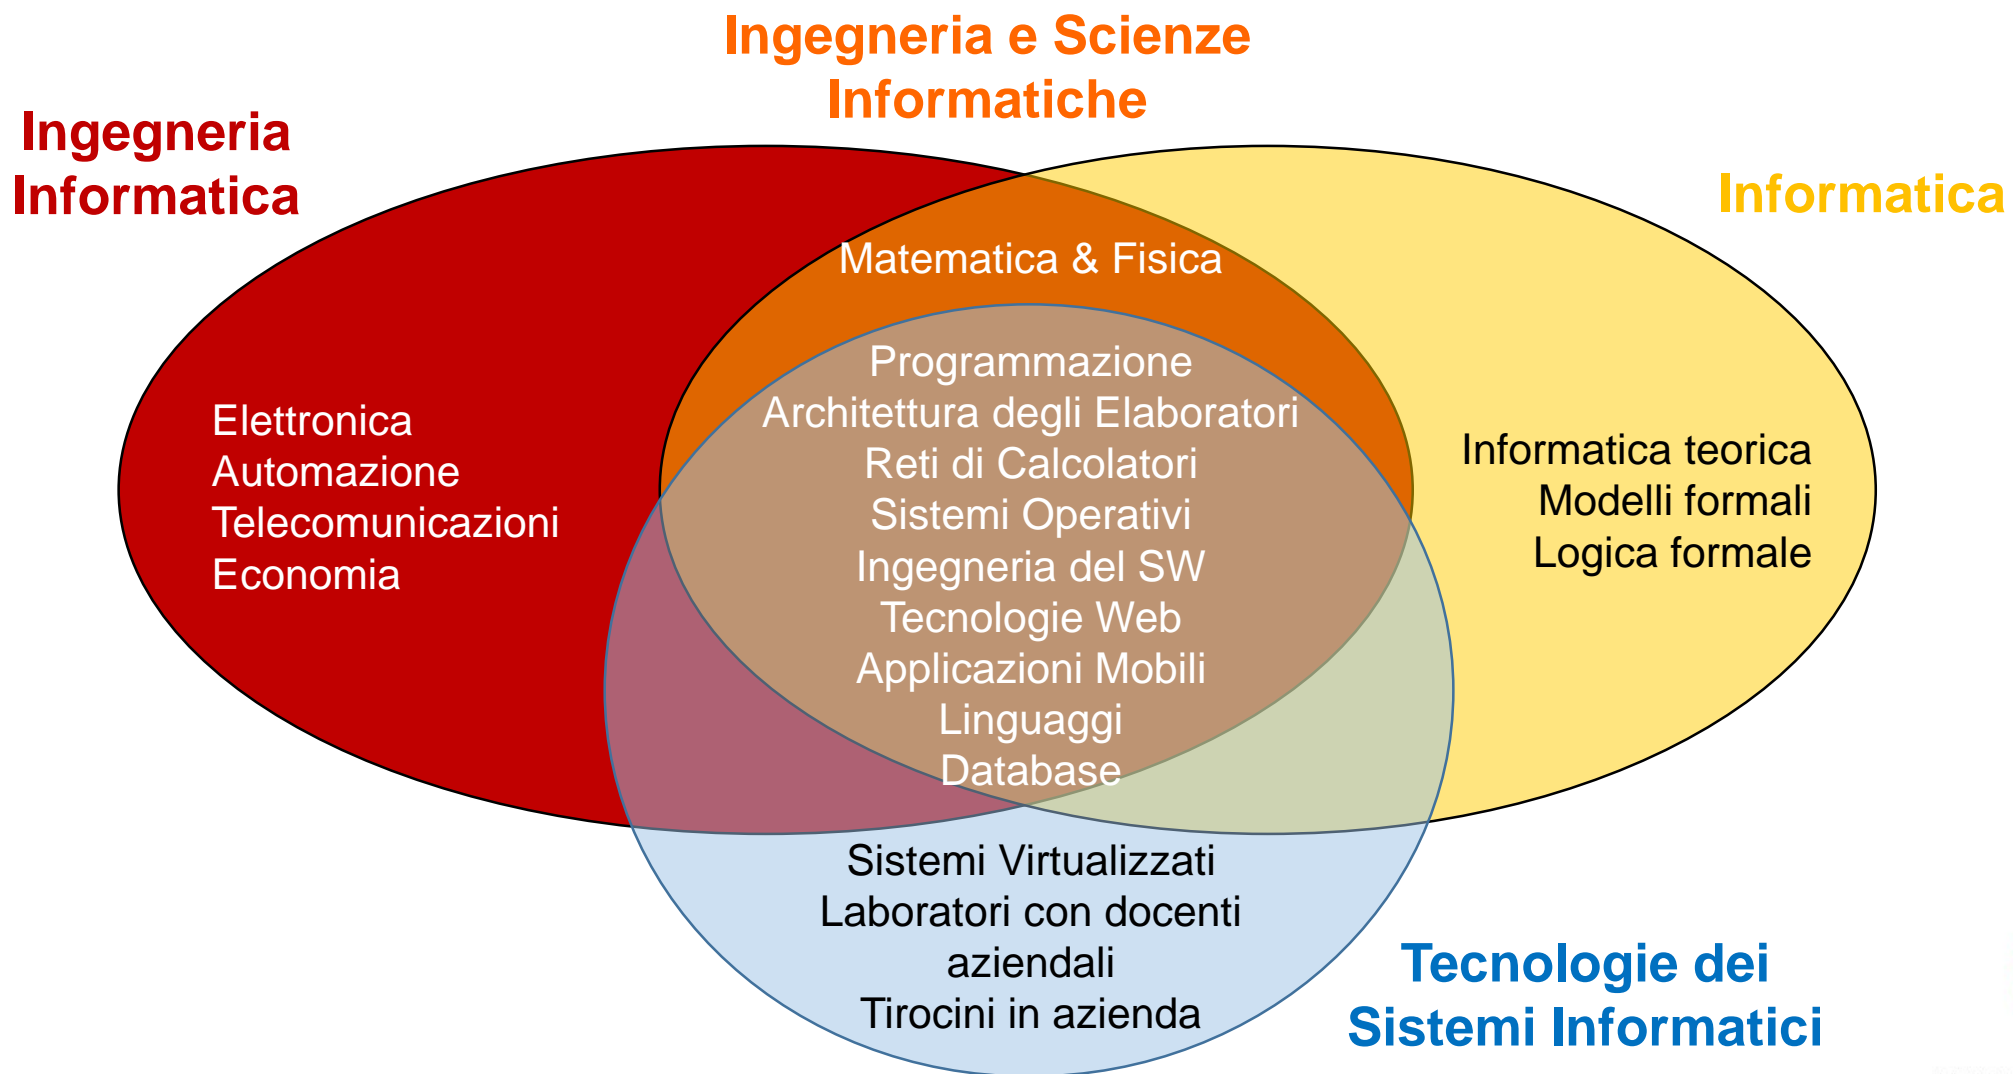 Ingegneria e Scienze
Informatiche
Ingegneria
Informatica
Informatica
Matematica & Fisica
Programmazione
Architettura degli Elaboratori
Reti di Calcolatori
Sistemi Operativi
Ingegneria del SW
Tecnologie Web
Applicazioni Mobili
Linguaggi
Database
Elettronica
Automazione
Telecomunicazioni
Economia
Informatica teorica
Modelli formali
Logica formale
Sistemi Virtualizzati
Laboratori con docenti
aziendali
Tirocini in azienda
Tecnologie dei
Sistemi Informatici